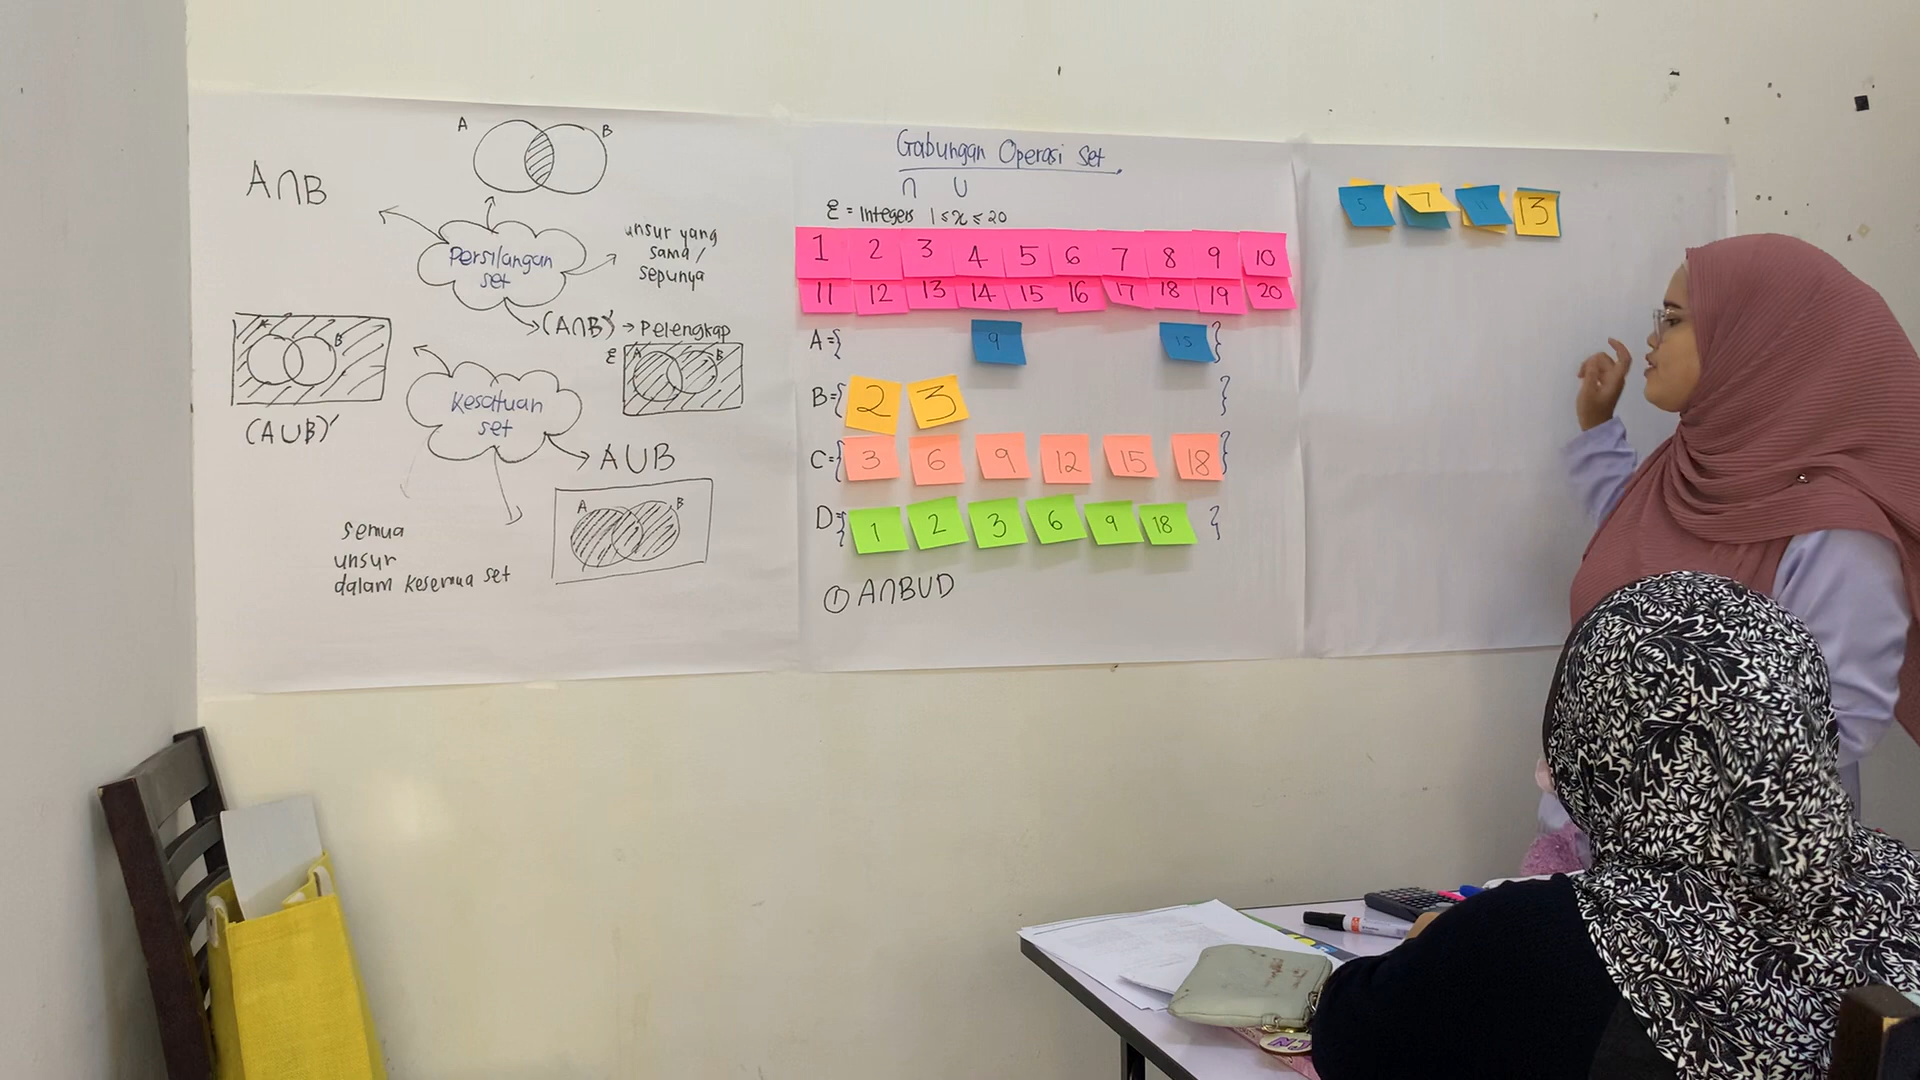 A B
A∩B
Persilangan
set
unsur yang
sama/
sepunya
(A∩B)' → Pelengkap
ε A B
A B
(A∪B)'
Kesatuan
set
A∪B
A B
semua
unsur
dalam kesemua set
Gabungan Operasi Set
∩ ∪
ε = Integers 1 ≤ x ≤ 20
1 2 3 4 5 6 7 8 9 10
11 12 13 14 15 16 17 18 19 20
A={ 9 15 }
B={ 2 3 }
C={ 3 6 9 12 15 18 }
D={ 1 2 3 6 9 18 }
① A∩B∪D
5 7 11 13